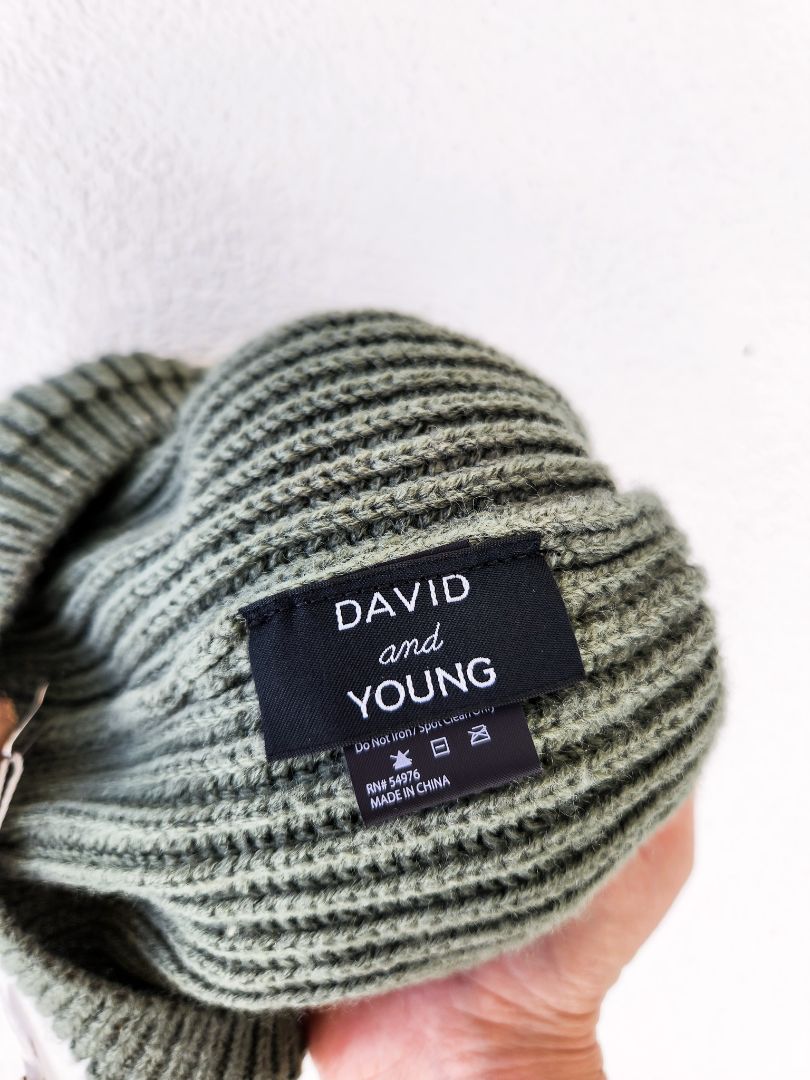 DAVID
and
YOUNG
Do Not Iron / Spot Clean Only
RN# 54976
MADE IN CHINA